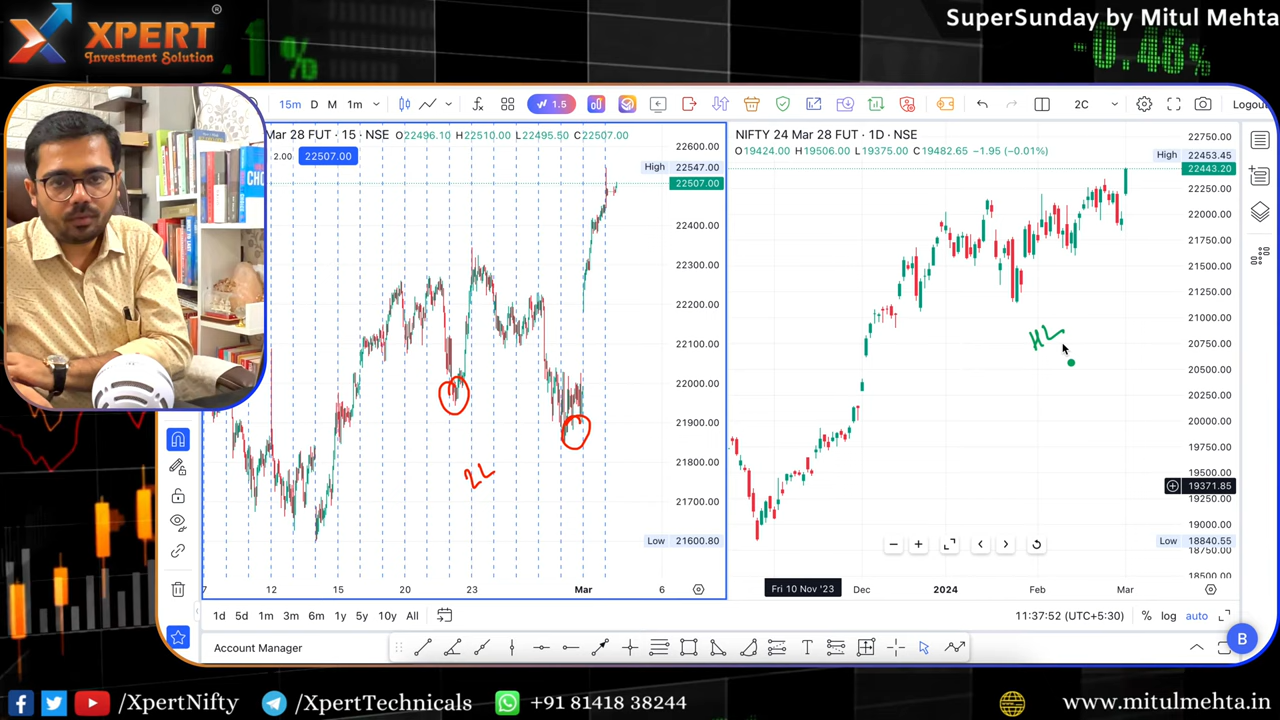 XPERT
Investment Solution
®
SuperSunday by Mitul Mehta
1 %
-0.48%
15m D M 1m 1.5 2C Logout
Mar 28 FUT · 15 · NSE O22496.10 H22510.00 L22495.50 C22507.00
2.00 22507.00
22600.00
High 22547.00
22507.00
22400.00
22300.00
22200.00
22100.00
22000.00
21900.00
21800.00
21700.00
Low 21600.80
7 12 15 20 23 Mar 6
NIFTY 24 Mar 28 FUT · 1D · NSE
O19424.00 H19506.00 L19375.00 C19482.65 −1.95 (−0.01%)
22750.00
High 22453.45
22443.20
22250.00
22000.00
21750.00
21500.00
21250.00
21000.00
20750.00
20500.00
20250.00
20000.00
19750.00
19500.00
19371.85
19250.00
19000.00
Low 18840.55
18750.00
18500.00
HL
Fri 10 Nov '23 Dec 2024 Feb Mar
1d 5d 1m 3m 6m 1y 5y 10y All
11:37:52 (UTC+5:30) % log auto
Account Manager
B
/XpertNifty /XpertTechnicals +91 81418 38244 www.mitulmehta.in